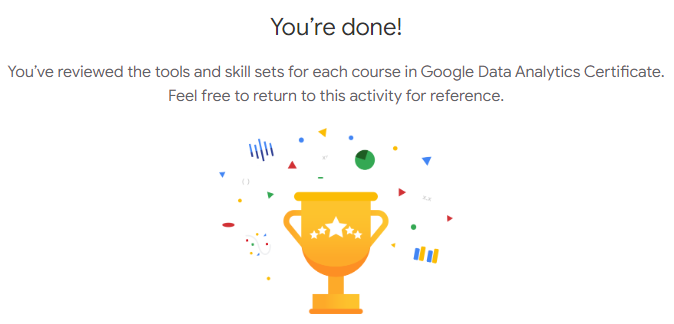 You’re done!
You’ve reviewed the tools and skill sets for each course in Google Data Analytics Certificate.
Feel free to return to this activity for reference.